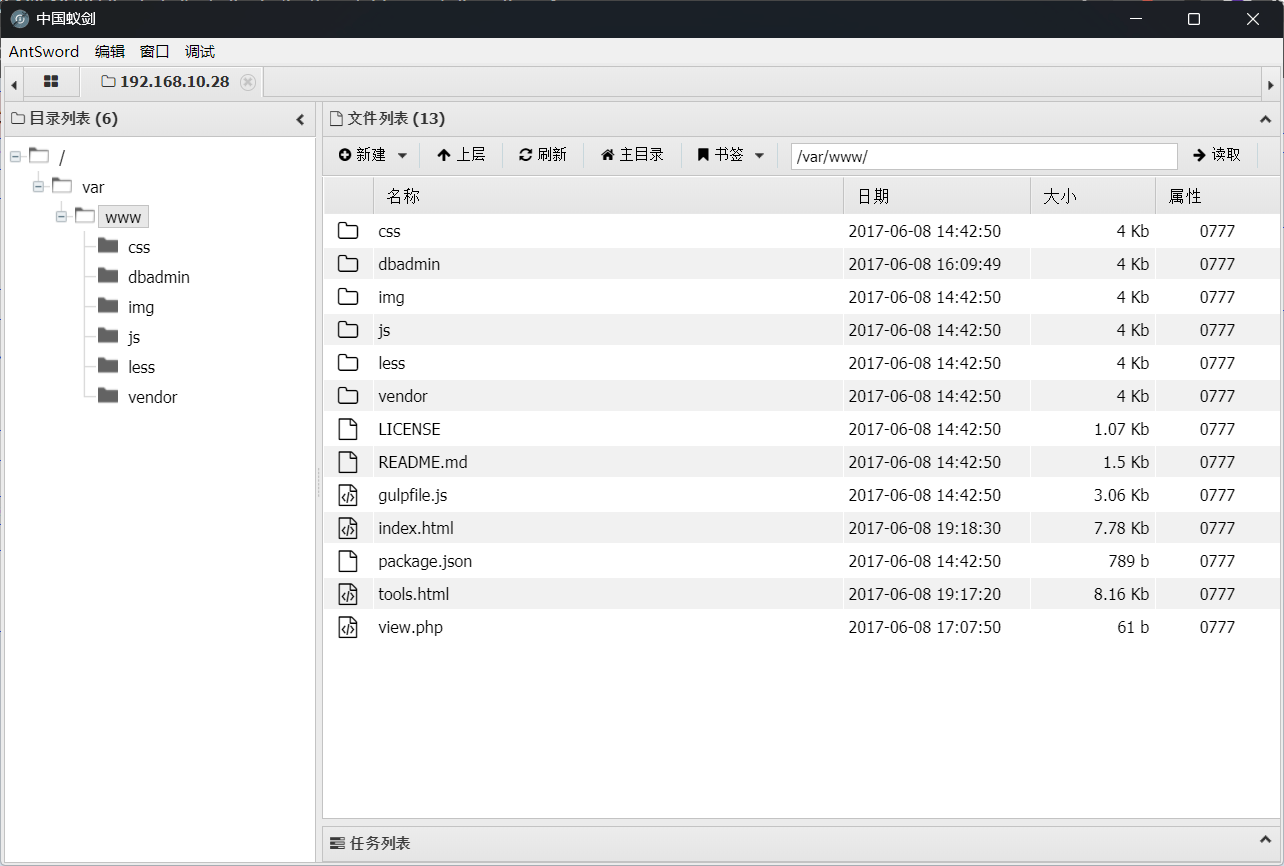 中国蚁剑
AntSword 编辑 窗口 调试
192.168.10.28
目录列表 (6)
/
var
www
css
dbadmin
img
js
less
vendor
文件列表 (13)
新建 上层 刷新 主目录 书签 /var/www/ 读取
名称 日期 大小 属性
css 2017-06-08 14:42:50 4 Kb 0777
dbadmin 2017-06-08 16:09:49 4 Kb 0777
img 2017-06-08 14:42:50 4 Kb 0777
js 2017-06-08 14:42:50 4 Kb 0777
less 2017-06-08 14:42:50 4 Kb 0777
vendor 2017-06-08 14:42:50 4 Kb 0777
LICENSE 2017-06-08 14:42:50 1.07 Kb 0777
README.md 2017-06-08 14:42:50 1.5 Kb 0777
gulpfile.js 2017-06-08 14:42:50 3.06 Kb 0777
index.html 2017-06-08 19:18:30 7.78 Kb 0777
package.json 2017-06-08 14:42:50 789 b 0777
tools.html 2017-06-08 19:17:20 8.16 Kb 0777
view.php 2017-06-08 17:07:50 61 b 0777
任务列表